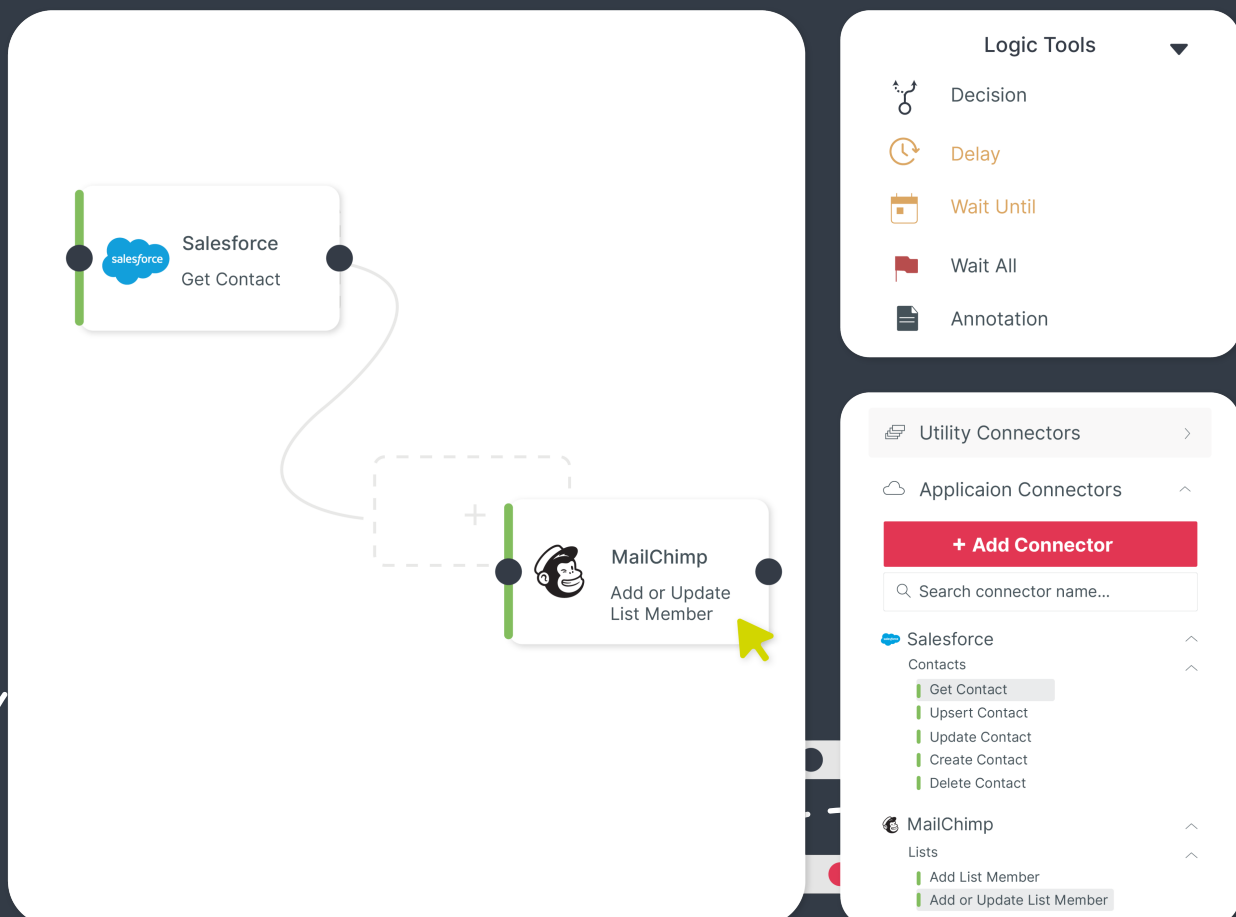 salesforce
Salesforce
Get Contact
+
MailChimp
Add or Update
List Member
Logic Tools
Decision
Delay
Wait Until
Wait All
Annotation
Utility Connectors
Applicaion Connectors
+ Add Connector
Search connector name...
Salesforce
Contacts
Get Contact
Upsert Contact
Update Contact
Create Contact
Delete Contact
MailChimp
Lists
Add List Member
Add or Update List Member